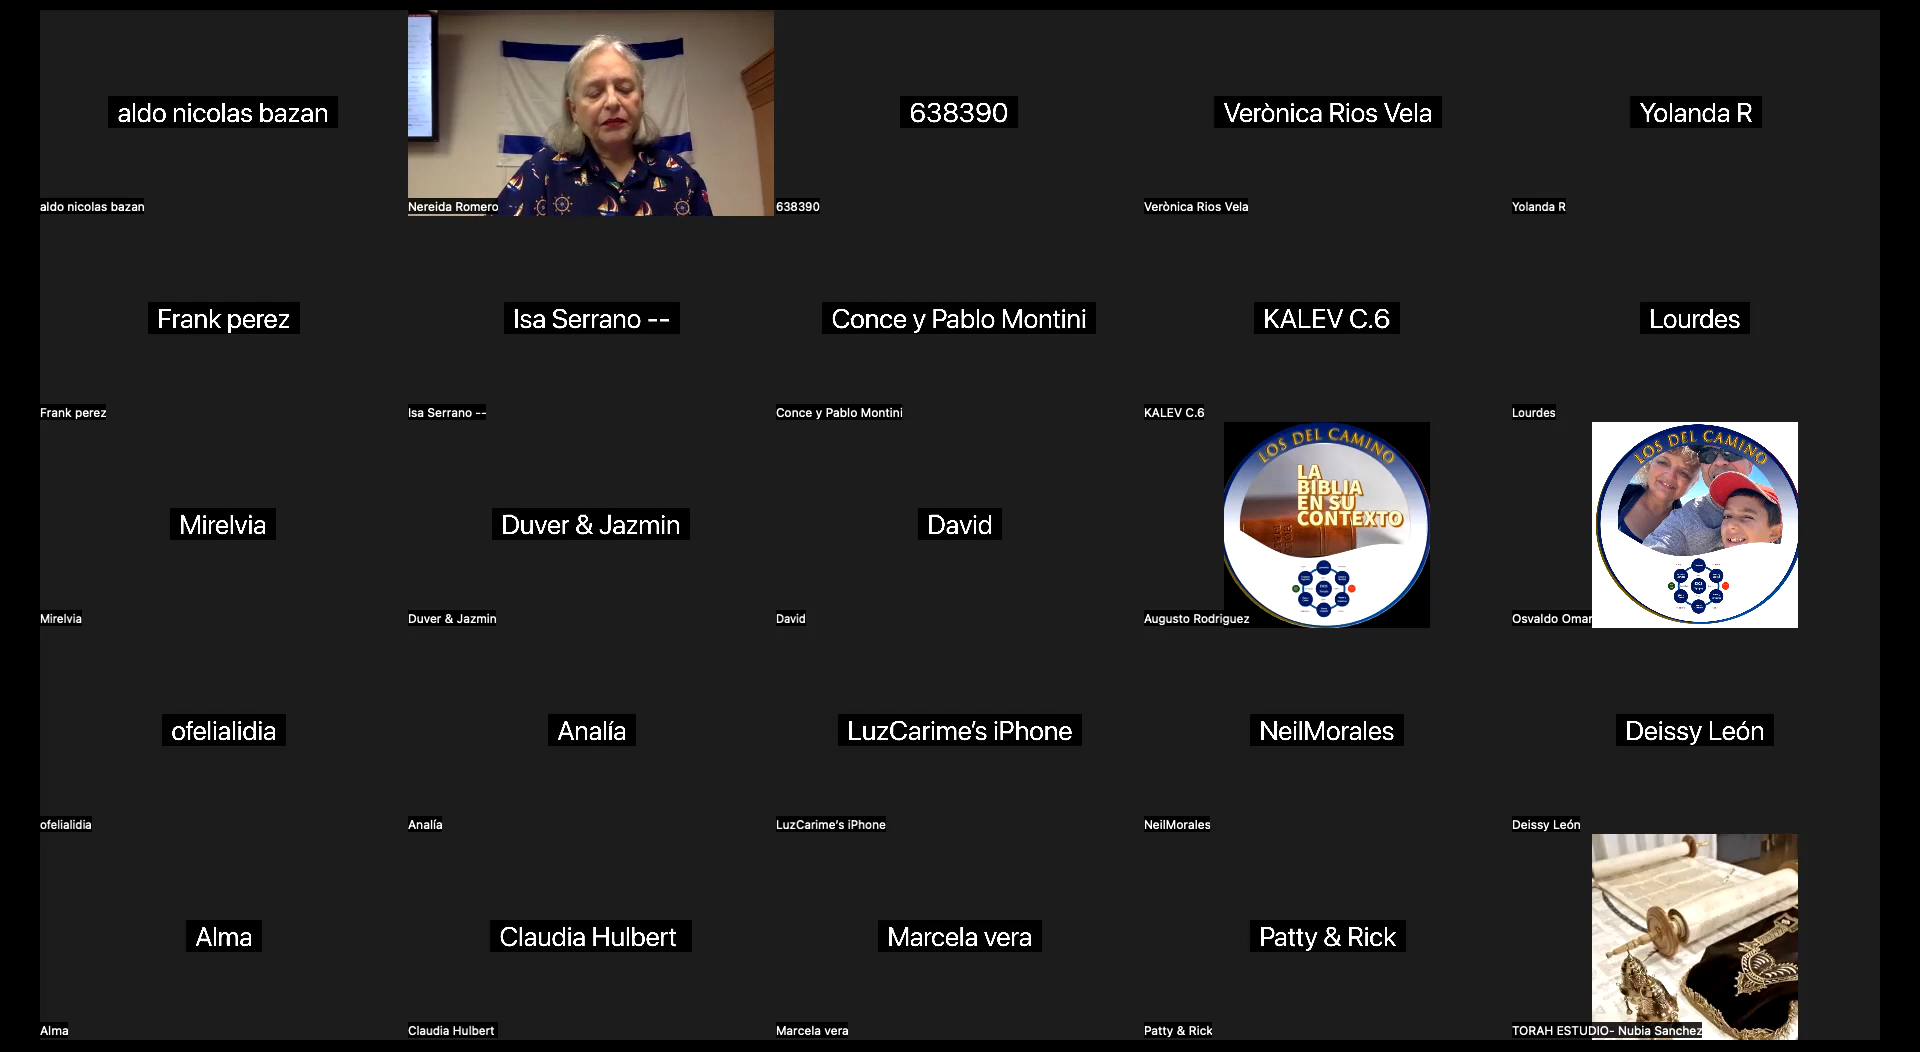 aldo nicolas bazan
638390
Verònica Rios Vela
Yolanda R
aldo nicolas bazan
Nereida Romero
638390
Verònica Rios Vela
Yolanda R
Frank perez
Isa Serrano --
Conce y Pablo Montini
KALEV C.6
Lourdes
Frank perez
Isa Serrano --
Conce y Pablo Montini
KALEV C.6
Lourdes
Mirelvia
Duver & Jazmin
David
LOS DEL CAMINO
LA
BIBLIA
EN SU
CONTEXTO
LOS DEL CAMINO
Mirelvia
Duver & Jazmin
David
Augusto Rodriguez
Osvaldo Omar
ofelialidia
Analía
LuzCarime’s iPhone
NeilMorales
Deissy León
ofelialidia
Analía
LuzCarime’s iPhone
NeilMorales
Deissy León
Alma
Claudia Hulbert
Marcela vera
Patty & Rick
Alma
Claudia Hulbert
Marcela vera
Patty & Rick
TORAH ESTUDIO- Nubia Sanchez